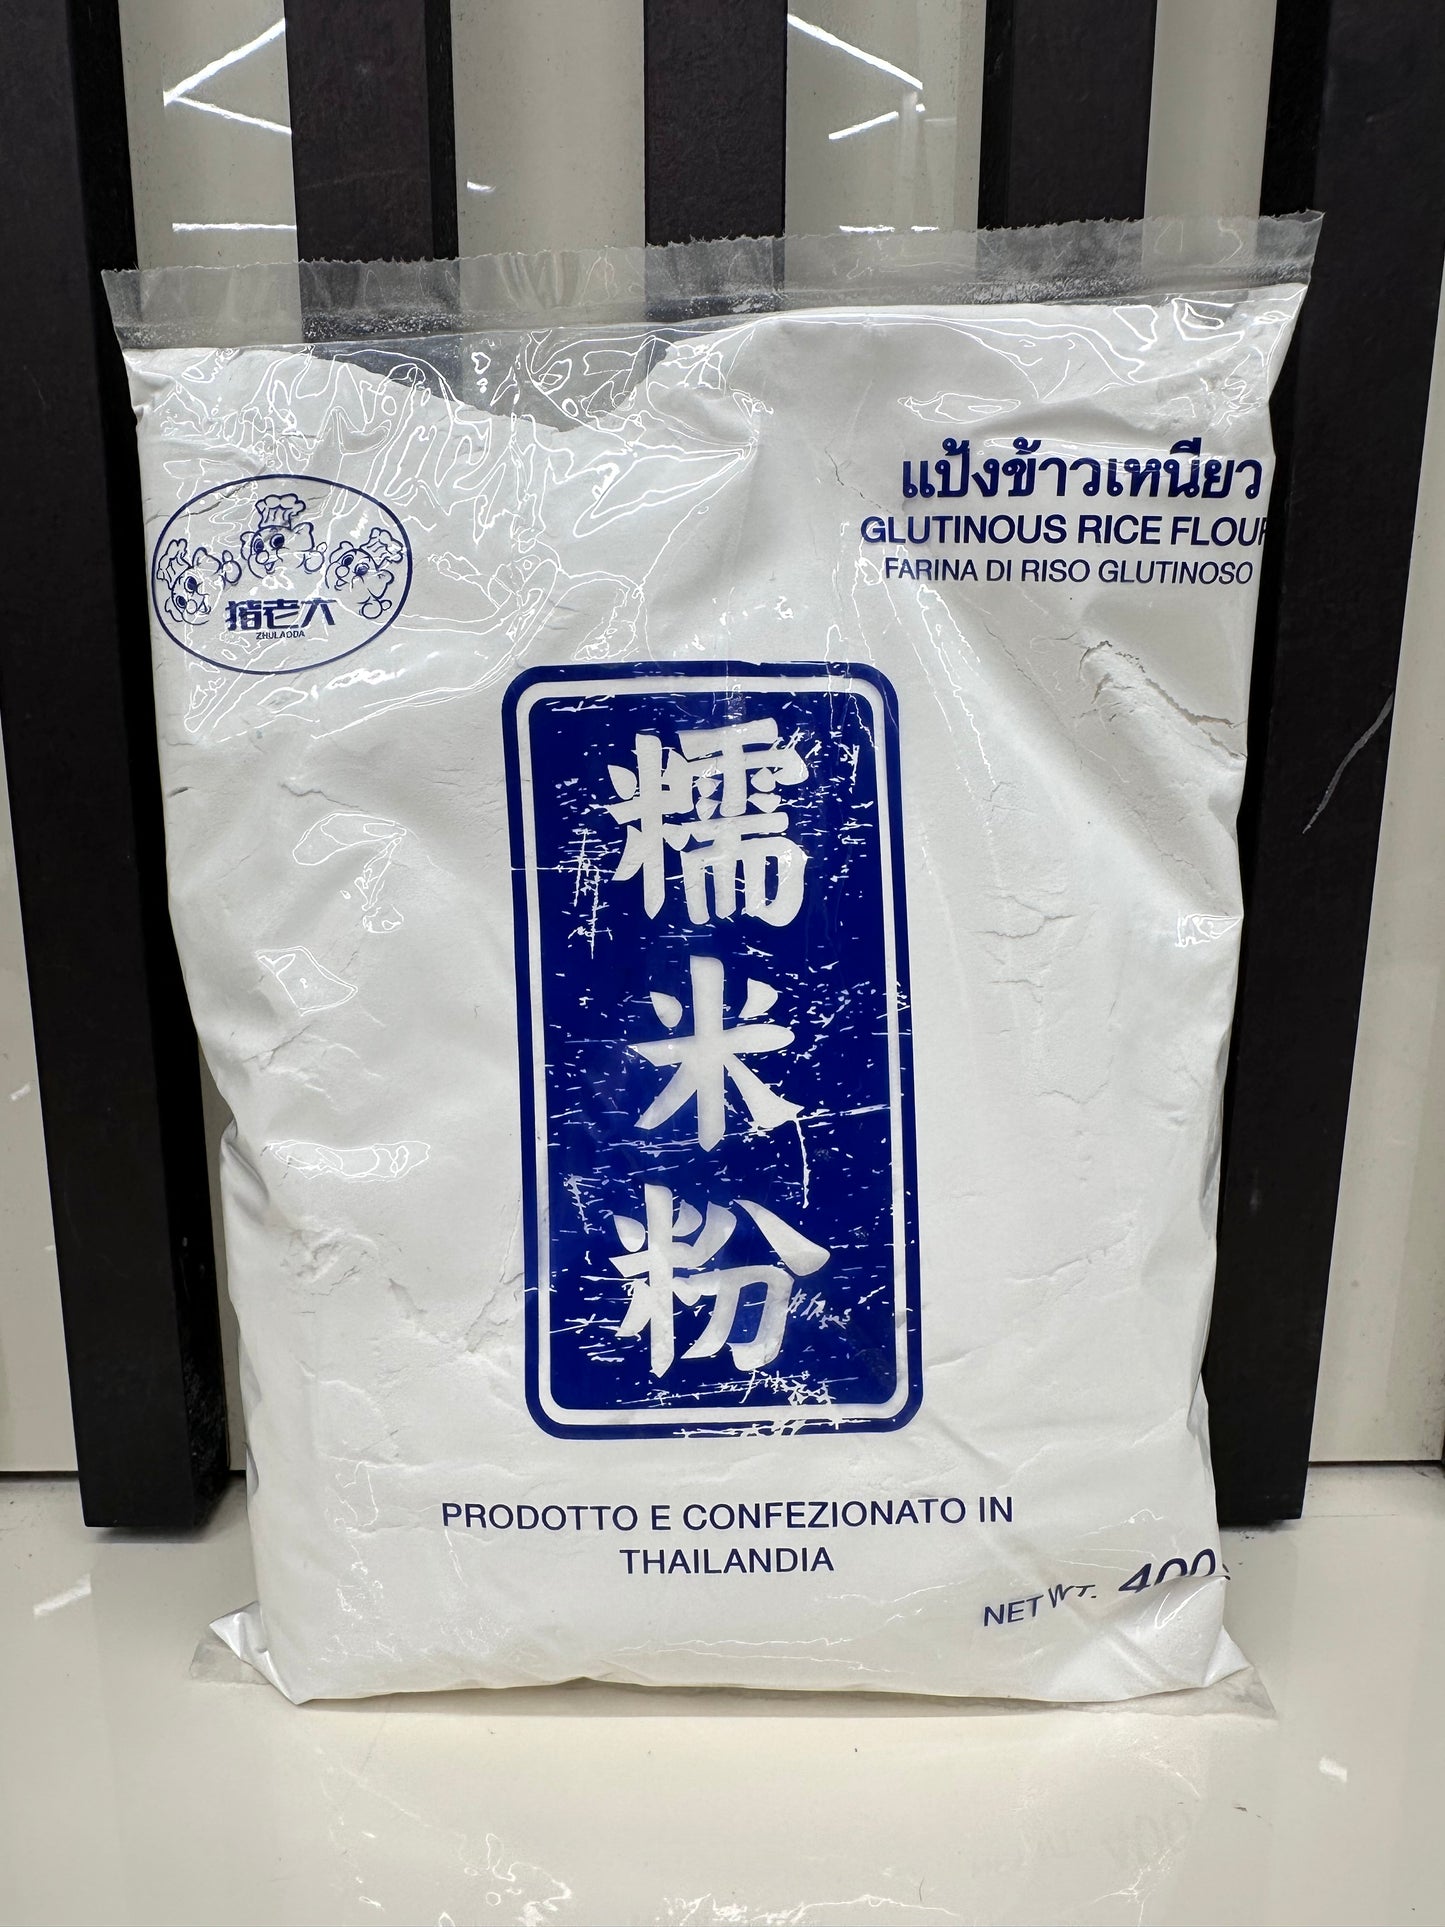 แป้งข้าวเหนียว
GLUTINOUS RICE FLOUR
FARINA DI RISO GLUTINOSO
猪老大
ZHULAODA
糯米粉
PRODOTTO E CONFEZIONATO IN
THAILANDIA
NET WT. 400